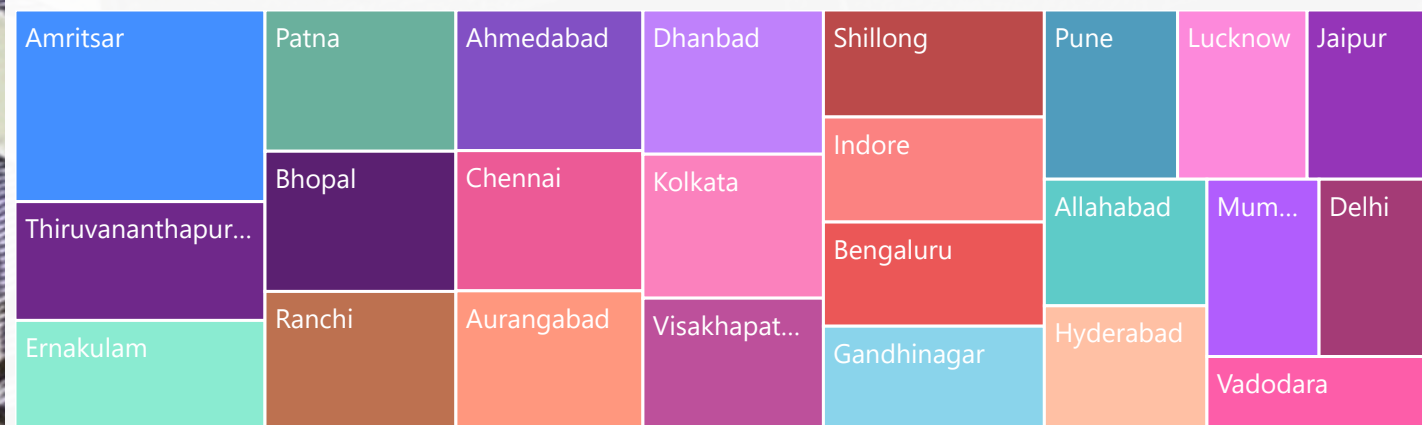 Amritsar
Thiruvananthapur...
Ernakulam
Patna
Bhopal
Ranchi
Ahmedabad
Chennai
Aurangabad
Dhanbad
Kolkata
Visakhapat...
Shillong
Indore
Bengaluru
Gandhinagar
Pune
Lucknow
Jaipur
Allahabad
Hyderabad
Mum...
Delhi
Vadodara